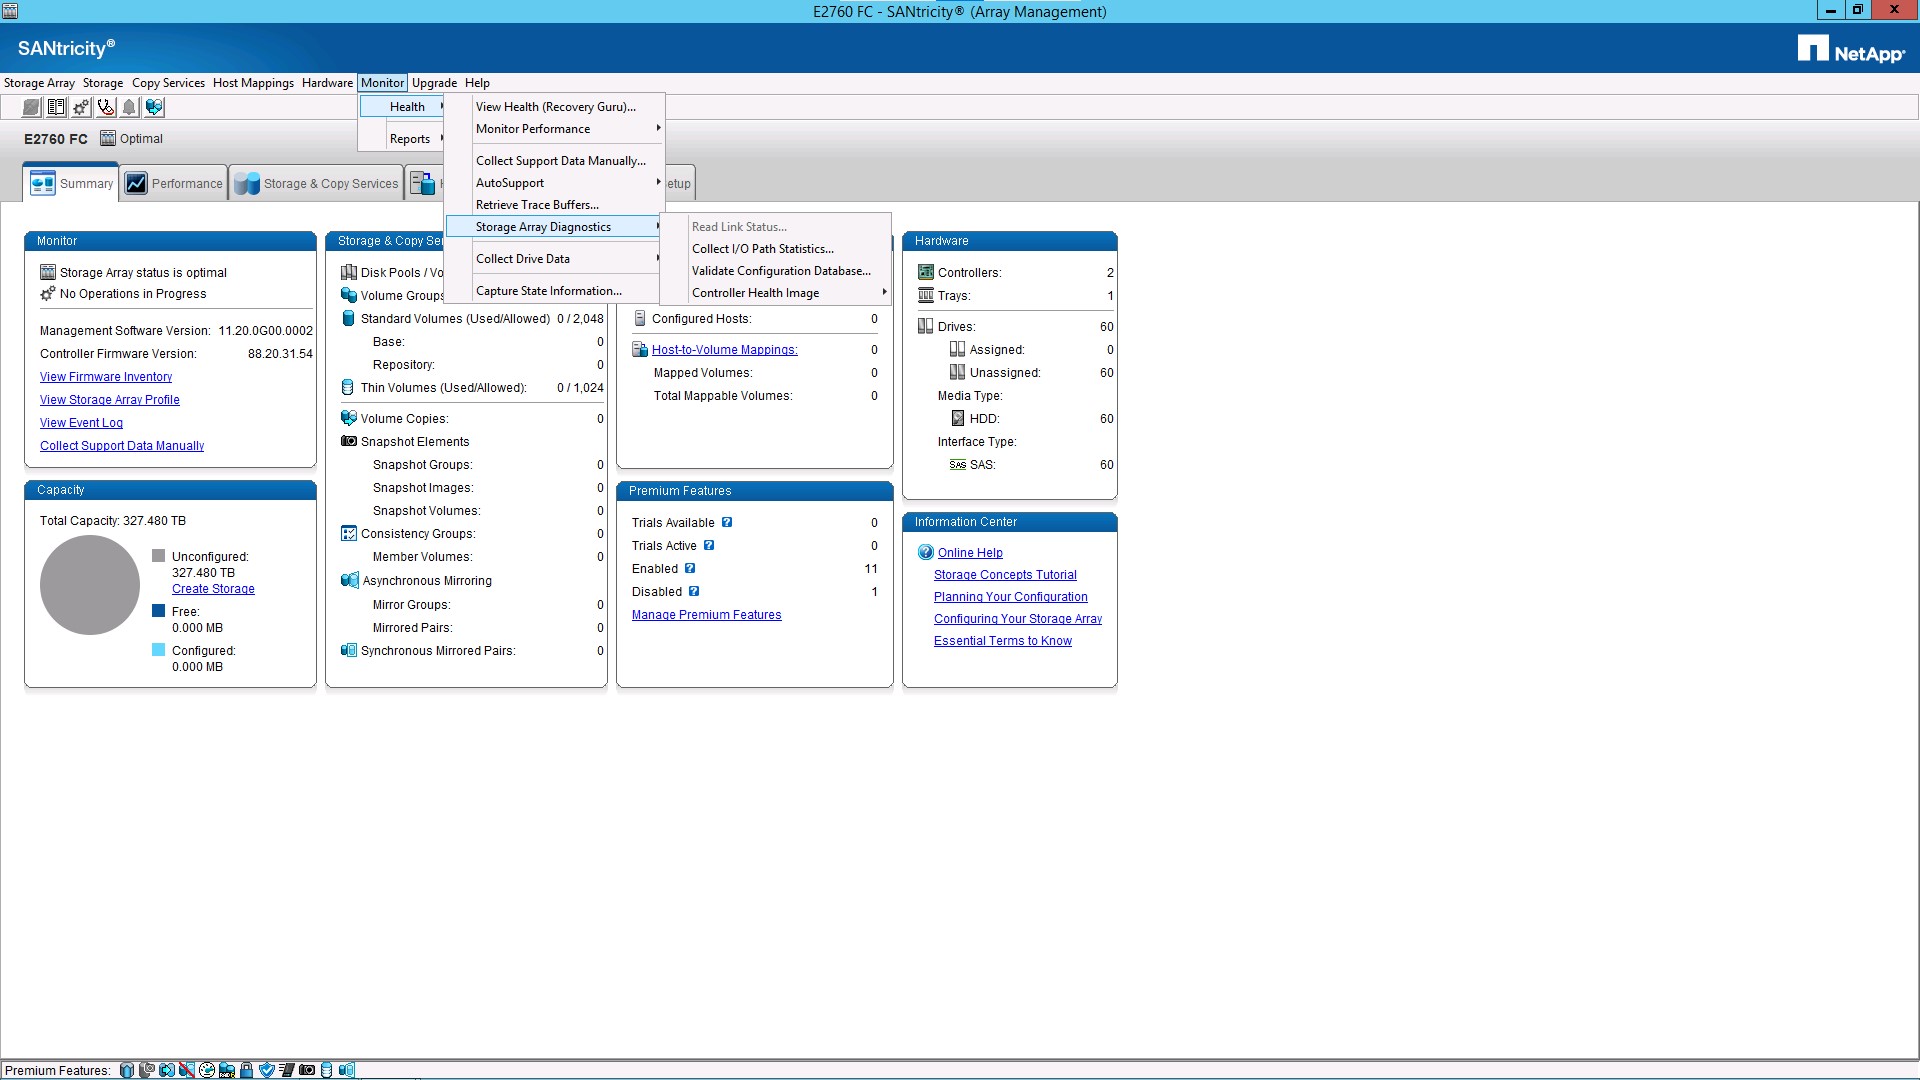 E2760 FC - SANtricity® (Array Management)
SANtricity®
NetApp®
Storage Array Storage Copy Services Host Mappings Hardware Monitor Upgrade Help
Health
Reports
View Health (Recovery Guru)...
Monitor Performance
Collect Support Data Manually...
AutoSupport
Retrieve Trace Buffers...
Storage Array Diagnostics
Collect Drive Data
Capture State Information...
Read Link Status...
Collect I/O Path Statistics...
Validate Configuration Database...
Controller Health Image
E2760 FC Optimal
Summary Performance Storage & Copy Services
Monitor
Storage Array status is optimal
No Operations in Progress
Management Software Version: 11.20.0G00.0002
Controller Firmware Version: 88.20.31.54
View Firmware Inventory
View Storage Array Profile
View Event Log
Collect Support Data Manually
Capacity
Total Capacity: 327.480 TB
Unconfigured:
327.480 TB
Create Storage
Free:
0.000 MB
Configured:
0.000 MB
Storage & Copy
Disk Pools /
Volume Groups
Standard Volumes (Used/Allowed) 0 / 2,048
Base: 0
Repository: 0
Thin Volumes (Used/Allowed): 0 / 1,024
Volume Copies: 0
Snapshot Elements
Snapshot Groups: 0
Snapshot Images: 0
Snapshot Volumes: 0
Consistency Groups: 0
Member Volumes: 0
Asynchronous Mirroring
Mirror Groups: 0
Mirrored Pairs: 0
Synchronous Mirrored Pairs: 0
Configured Hosts: 0
Host-to-Volume Mappings: 0
Mapped Volumes: 0
Total Mappable Volumes: 0
Premium Features
Trials Available ? 0
Trials Active ? 0
Enabled ? 11
Disabled ? 1
Manage Premium Features
Hardware
Controllers: 2
Trays: 1
Drives: 60
Assigned: 0
Unassigned: 60
Media Type:
HDD: 60
Interface Type:
SAS SAS: 60
Information Center
? Online Help
Storage Concepts Tutorial
Planning Your Configuration
Configuring Your Storage Array
Essential Terms to Know
Premium Features: